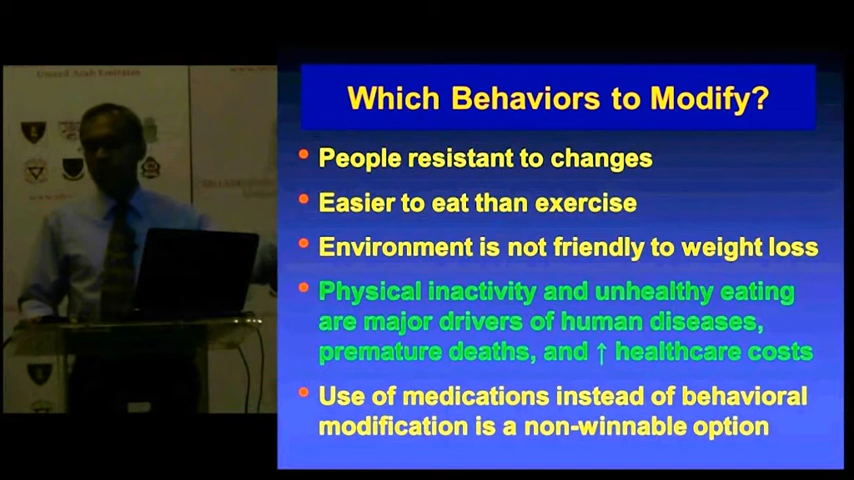 United Arab Emirates
Which Behaviors to Modify?
• People resistant to changes
• Easier to eat than exercise
• Environment is not friendly to weight loss
• Physical inactivity and unhealthy eating
are major drivers of human diseases,
premature deaths, and ↑ healthcare costs
• Use of medications instead of behavioral
modification is a non-winnable option